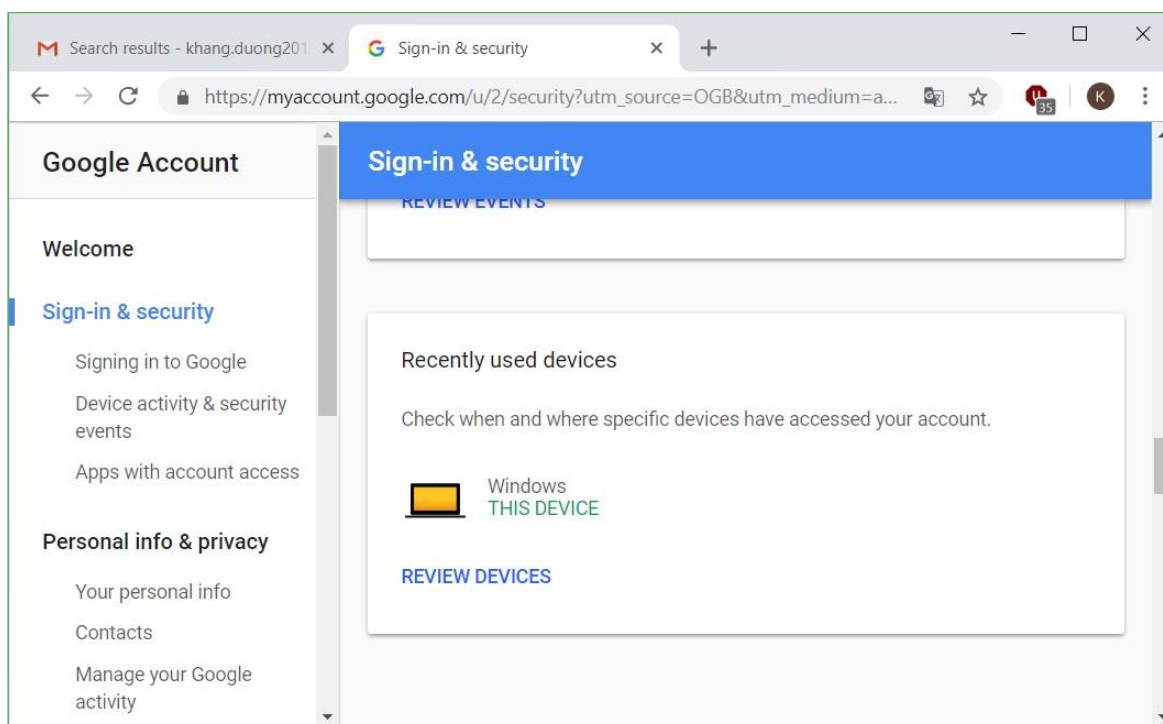 Search results - khang.duong201
Sign-in & security
https://myaccount.google.com/u/2/security?utm_source=OGB&utm_medium=a...
35
K
Google Account
Sign-in & security
REVIEW EVENTS
Welcome
Sign-in & security
Signing in to Google
Device activity & security
events
Apps with account access
Personal info & privacy
Your personal info
Contacts
Manage your Google
activity
Recently used devices
Check when and where specific devices have accessed your account.
Windows
THIS DEVICE
REVIEW DEVICES